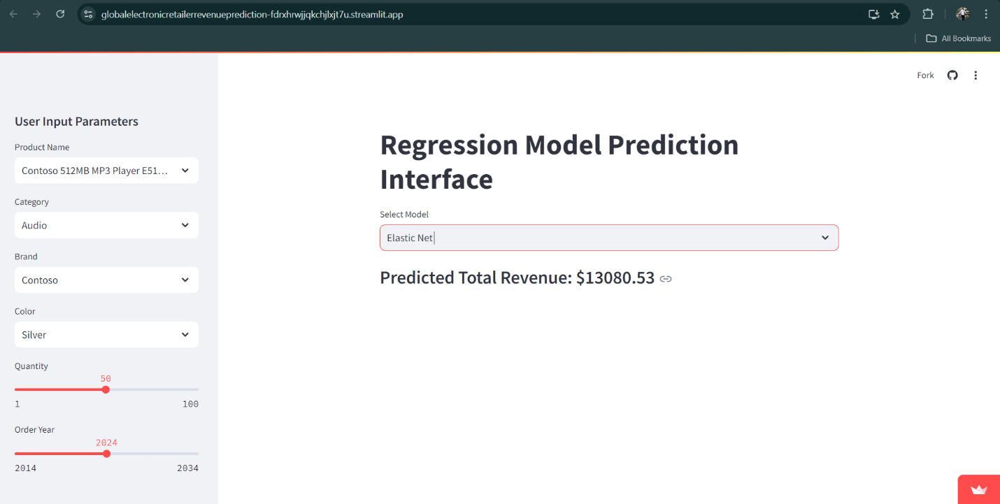 globalelectronicretailerrevenueprediction-fdrxhrwjjqkchjlxjt7u.streamlit.app
All Bookmarks
Fork
User Input Parameters
Product Name
Contoso 512MB MP3 Player E51...
Category
Audio
Brand
Contoso
Color
Silver
Quantity
50
1 100
Order Year
2024
2014 2034
Regression Model Prediction
Interface
Select Model
Elastic Net
Predicted Total Revenue: $13080.53